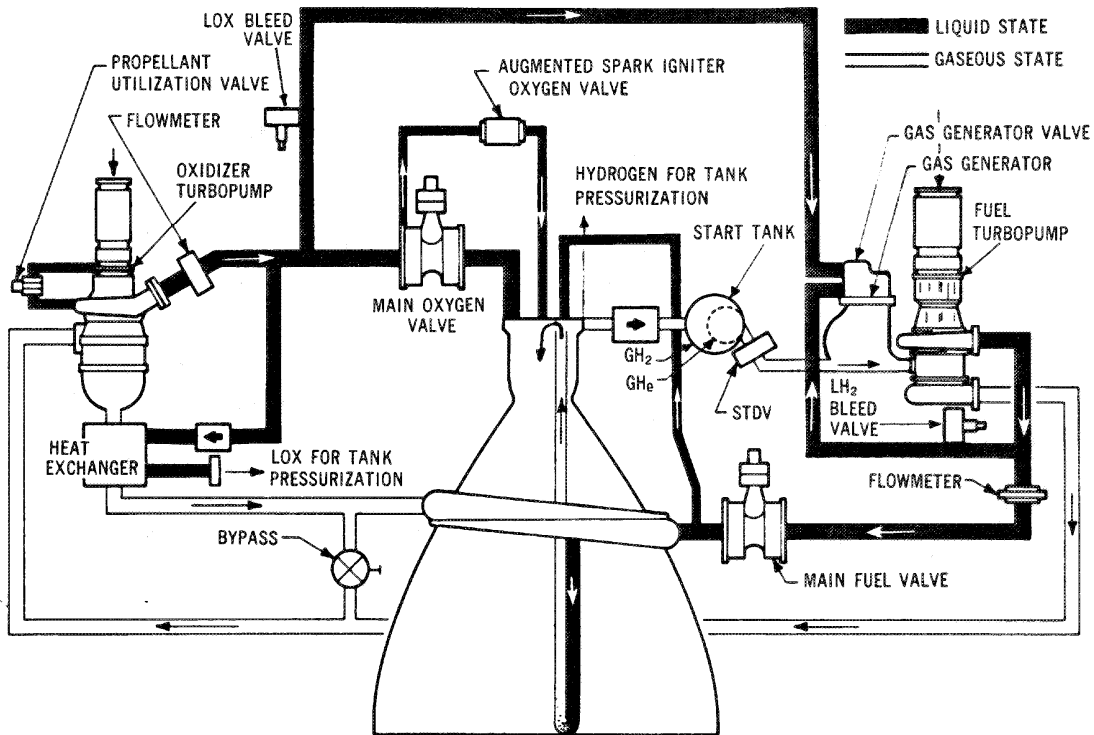 LOX BLEED
VALVE
LIQUID STATE
GASEOUS STATE
PROPELLANT
UTILIZATION VALVE
AUGMENTED SPARK IGNITER
OXYGEN VALVE
FLOWMETER
GAS GENERATOR VALVE
GAS GENERATOR
OXIDIZER
TURBOPUMP
HYDROGEN FOR TANK
PRESSURIZATION
START TANK
FUEL
TURBOPUMP
MAIN OXYGEN
VALVE
GH2
GHe
STDV
LH2
BLEED
VALVE
HEAT
EXCHANGER
LOX FOR TANK
PRESSURIZATION
FLOWMETER
BYPASS
MAIN FUEL VALVE